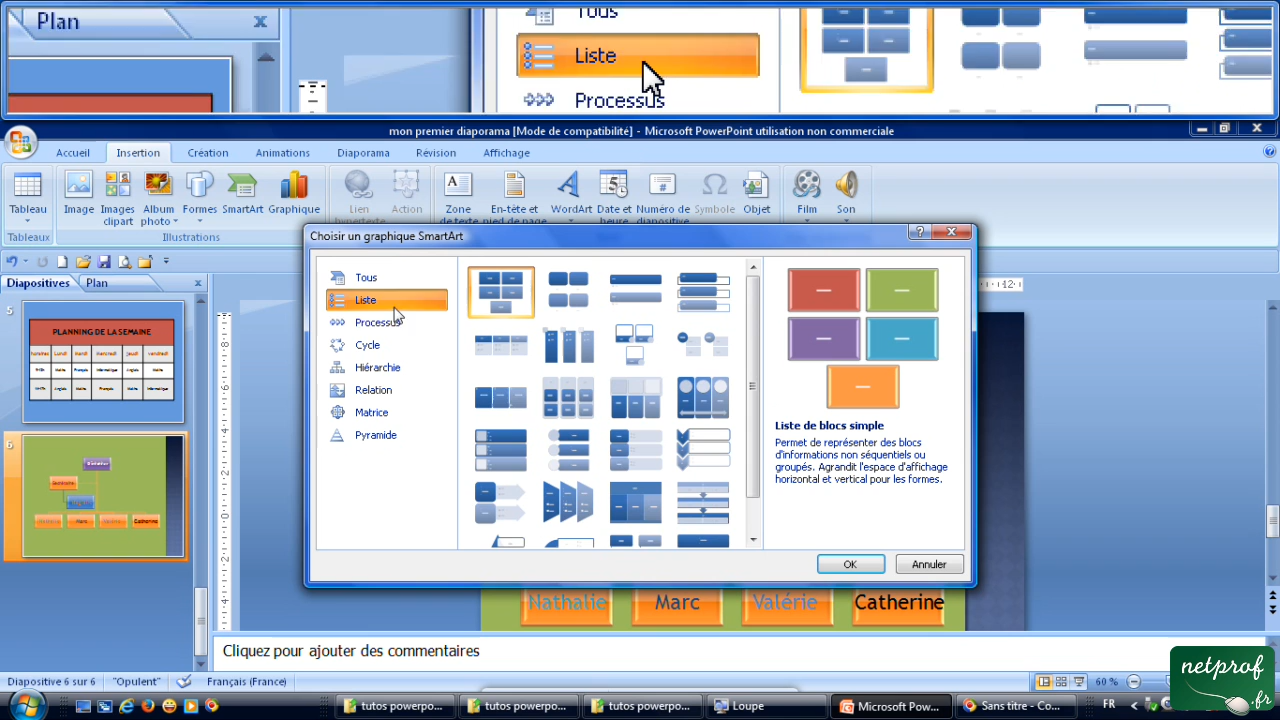 Plan
Tous
Liste
Processus
mon premier diaporama [Mode de compatibilité] - Microsoft PowerPoint utilisation non commerciale
Accueil
Insertion
Création
Animations
Diaporama
Révision
Affichage
Tableau
Image
Images clipart
Album photo
Formes
SmartArt
Graphique
Lien hypertexte
Action
Zone de texte
En-tête et pied de page
WordArt
Date et heure
Numéro de diapositive
Symbole
Objet
Film
Son
Tableaux
Illustrations
Choisir un graphique SmartArt
Diapositives
Plan
12
5
PLANNING DE LA SEMAINE
6
Catherine
Marc
Tous
Liste
Processus
Cycle
Hiérarchie
Relation
Matrice
Pyramide
Liste de blocs simple
Permet de représenter des blocs
d'informations non séquentiels ou
groupés. Agrandit l'espace d'affichage
horizontal et vertical pour les formes.
OK
Annuler
Nathalie
Marc
Valérie
Catherine
Cliquez pour ajouter des commentaires
Diapositive 6 sur 6
"Opulent"
Français (France)
60 %
tutos powerpo...
tutos powerpo...
tutos powerpo...
Loupe
Microsoft Pow...
Sans titre - Co...
FR
netprof
.fr